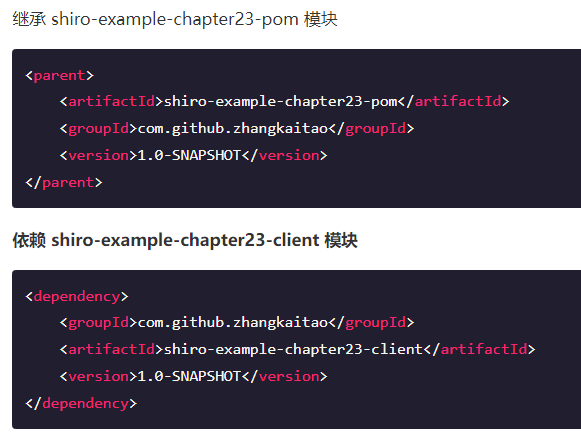 继承 shiro-example-chapter23-pom 模块
<parent>
    <artifactId>shiro-example-chapter23-pom</artifactId>
    <groupId>com.github.zhangkaitao</groupId>
    <version>1.0-SNAPSHOT</version>
</parent>
依赖 shiro-example-chapter23-client 模块
<dependency>
    <groupId>com.github.zhangkaitao</groupId>
    <artifactId>shiro-example-chapter23-client</artifactId>
    <version>1.0-SNAPSHOT</version>
</dependency>